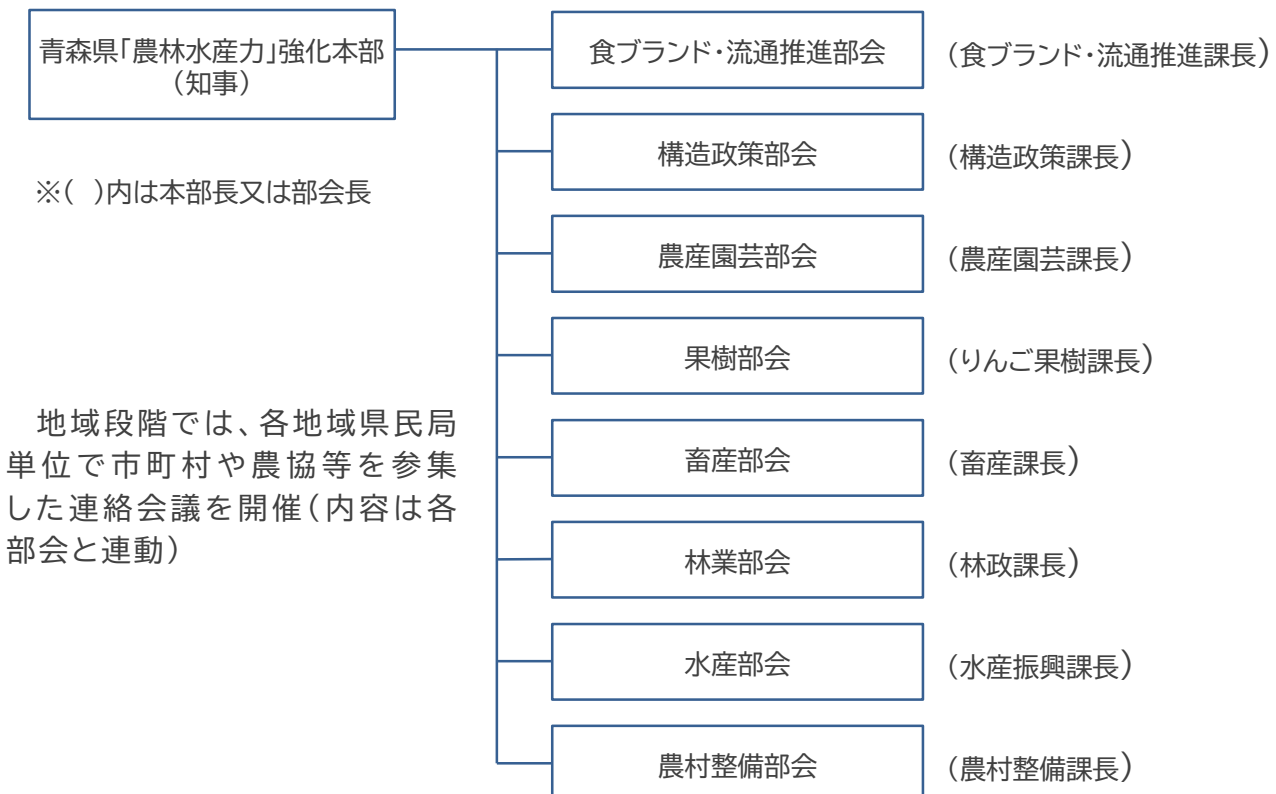 青森県「農林水産力」強化本部
（知事）
食ブランド・流通推進部会
（食ブランド・流通推進課長）
構造政策部会
（構造政策課長）
※（　）内は本部長又は部会長
農産園芸部会
（農産園芸課長）
果樹部会
（りんご果樹課長）
地域段階では、各地域県民局
単位で市町村や農協等を参集
した連絡会議を開催（内容は各
部会と連動）
畜産部会
（畜産課長）
林業部会
（林政課長）
水産部会
（水産振興課長）
農村整備部会
（農村整備課長）